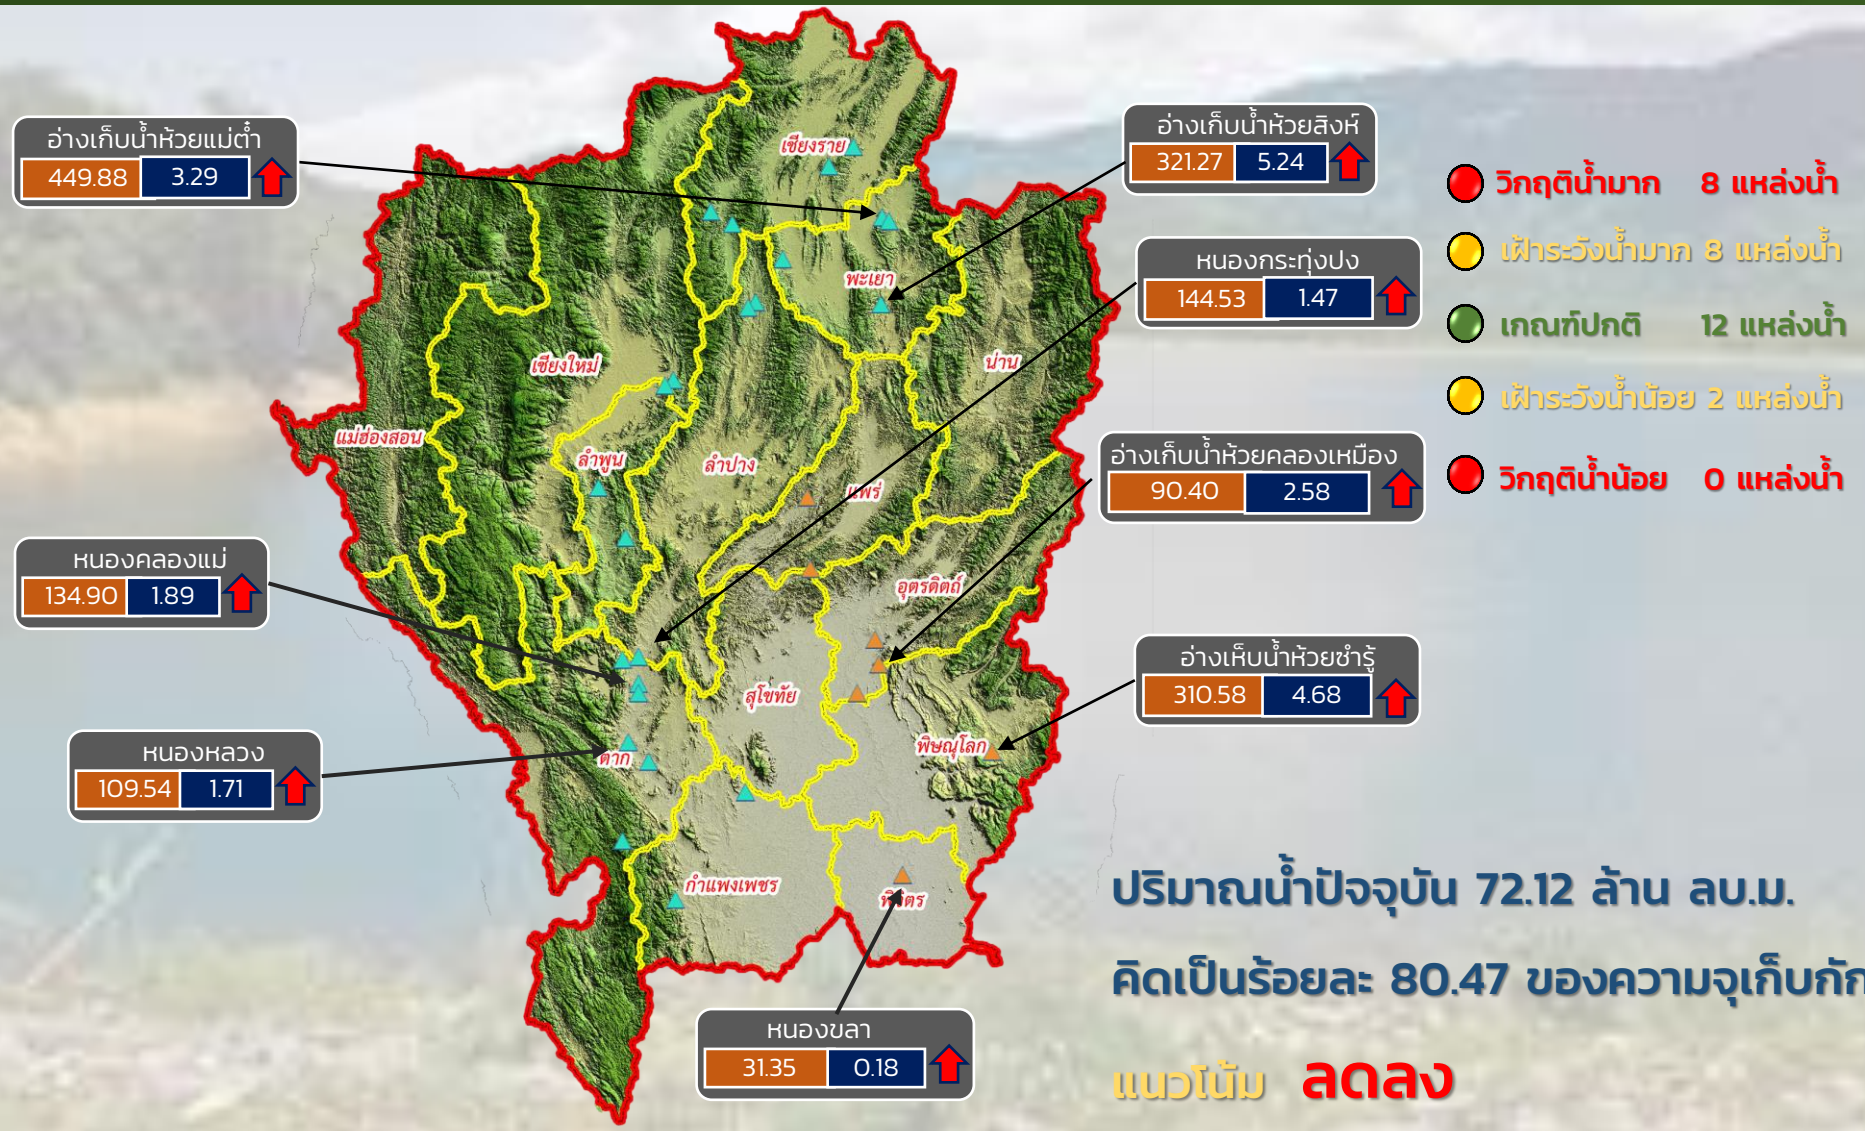 อ่างเก็บน้ำห้วยแม่ต๋ำ
449.88 3.29
อ่างเก็บน้ำห้วยสิงห์
321.27 5.24
หนองกระทุ่งปง
144.53 1.47
อ่างเก็บน้ำห้วยคลองเหมือง
90.40 2.58
อ่างเห็บน้ำห้วยซำรู้
310.58 4.68
หนองคลองแม่
134.90 1.89
หนองหลวง
109.54 1.71
หนองขลา
31.35 0.18
เชียงราย
พะเยา
น่าน
เชียงใหม่
แม่ฮ่องสอน
ลำพูน
ลำปาง
แพร่
อุตรดิตถ์
สุโขทัย
ตาก
พิษณุโลก
กำแพงเพชร
พิจิตร
วิกฤติน้ำมาก 8 แหล่งน้ำ
เฝ้าระวังน้ำมาก 8 แหล่งน้ำ
เกณฑ์ปกติ 12 แหล่งน้ำ
เฝ้าระวังน้ำน้อย 2 แหล่งน้ำ
วิกฤติน้ำน้อย 0 แหล่งน้ำ
ปริมาณน้ำปัจจุบัน 72.12 ล้าน ลบ.ม.
คิดเป็นร้อยละ 80.47 ของความจุเก็บกัก
แนวโน้ม ลดลง